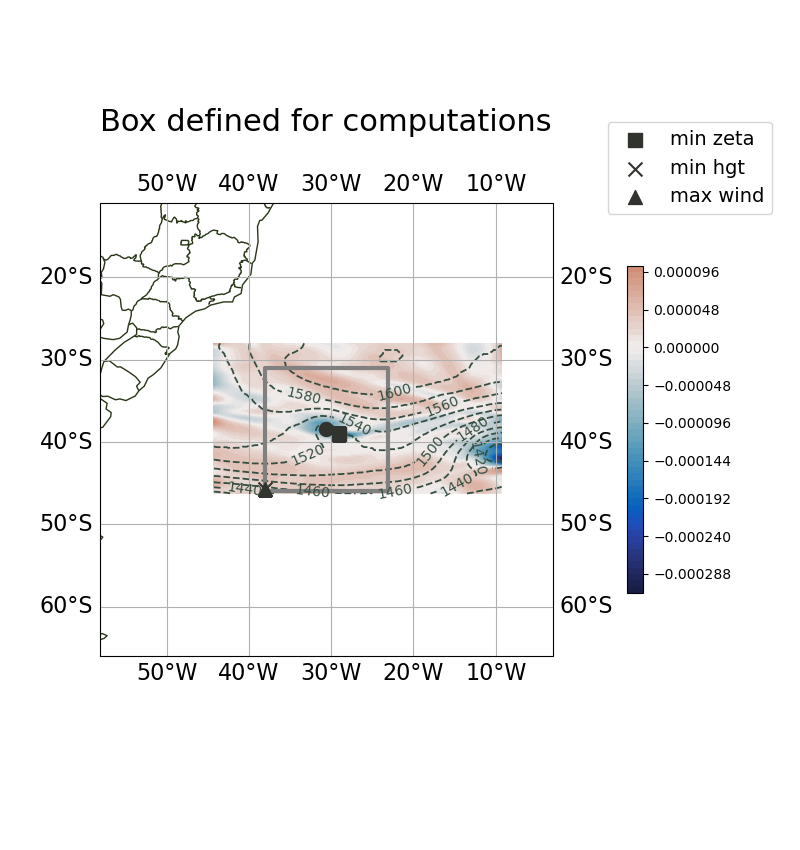 Box defined for computations
min zeta
min hgt
max wind
50°W 40°W 30°W 20°W 10°W
20°S 20°S
30°S 30°S
40°S 40°S
50°S 50°S
60°S 60°S
50°W 40°W 30°W 20°W 10°W
1580 1600
1560
1540
1480
1520 1500
1420
1440 1460 1460 1440
0.000096
0.000048
0.000000
−0.000048
−0.000096
−0.000144
−0.000192
−0.000240
−0.000288